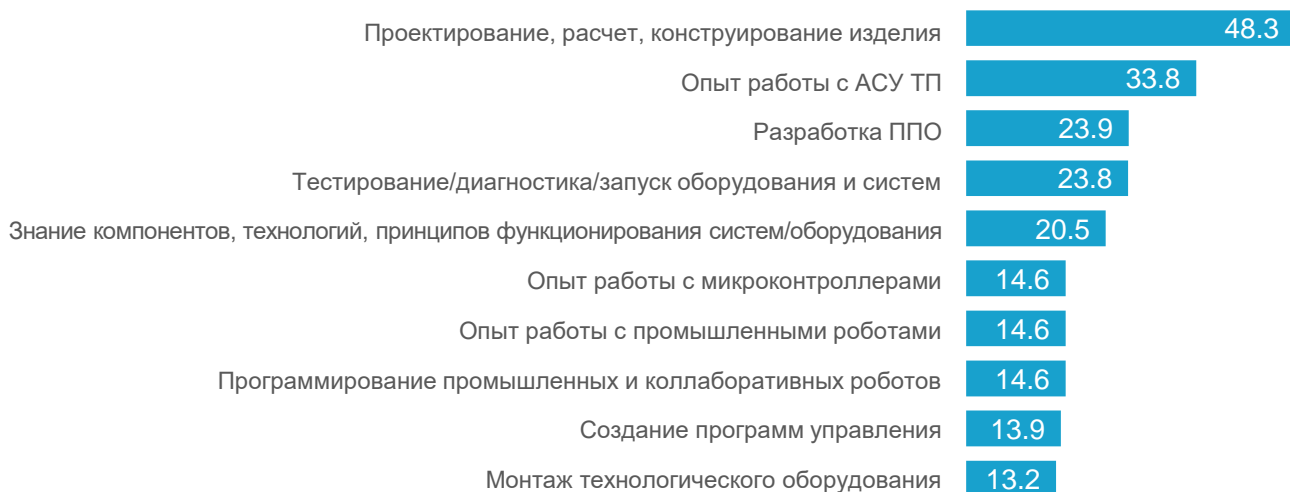 Проектирование, расчет, конструирование изделия 48.3
Опыт работы с АСУ ТП 33.8
Разработка ППО 23.9
Тестирование/диагностика/запуск оборудования и систем 23.8
Знание компонентов, технологий, принципов функционирования систем/оборудования 20.5
Опыт работы с микроконтроллерами 14.6
Опыт работы с промышленными роботами 14.6
Программирование промышленных и коллаборативных роботов 14.6
Создание программ управления 13.9
Монтаж технологического оборудования 13.2